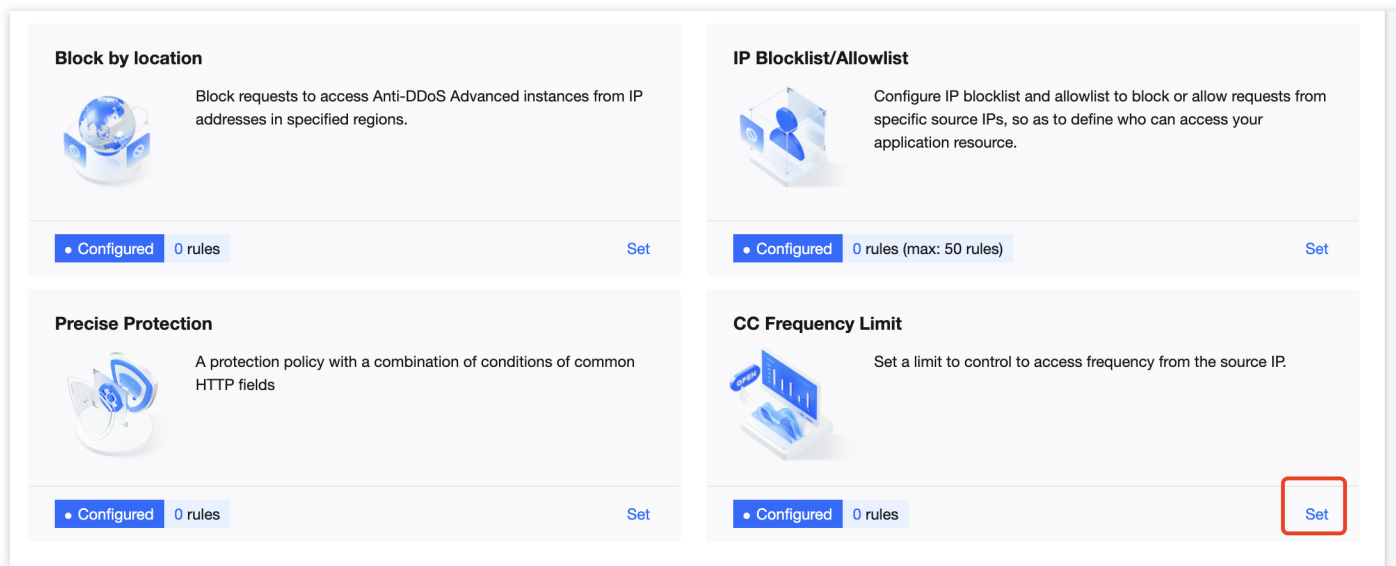 Block by location
Block requests to access Anti-DDoS Advanced instances from IP
addresses in specified regions.
Configured 0 rules
Set
IP Blocklist/Allowlist
Configure IP blocklist and allowlist to block or allow requests from
specific source IPs, so as to define who can access your
application resource.
Configured 0 rules (max: 50 rules)
Set
Precise Protection
A protection policy with a combination of conditions of common
HTTP fields
Configured 0 rules
Set
CC Frequency Limit
OPEN
Set a limit to control to access frequency from the source IP.
Configured 0 rules
Set